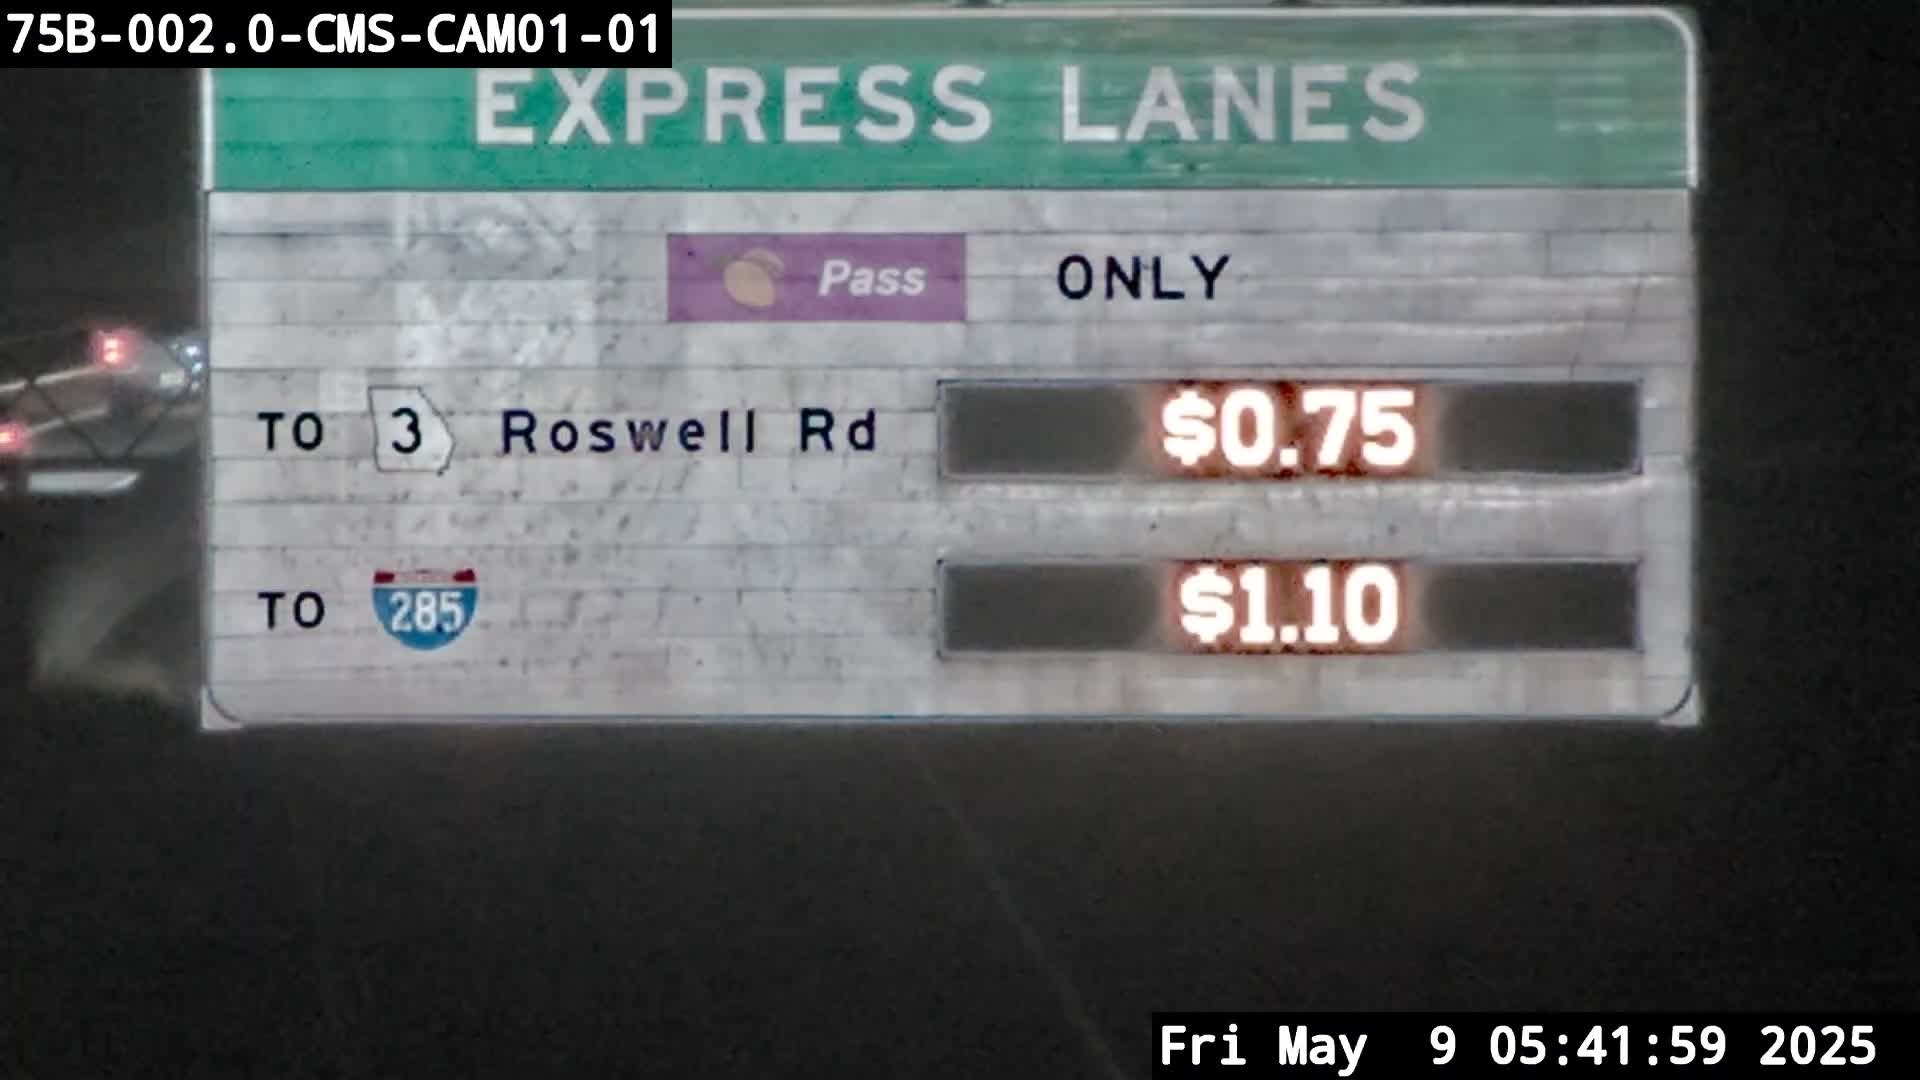 75B-002.0-CMS-CAM01-01
EXPRESS LANES
Pass ONLY
TO 3 Roswell Rd $0.75
TO 285 $1.10
Fri May 9 05:41:59 2025